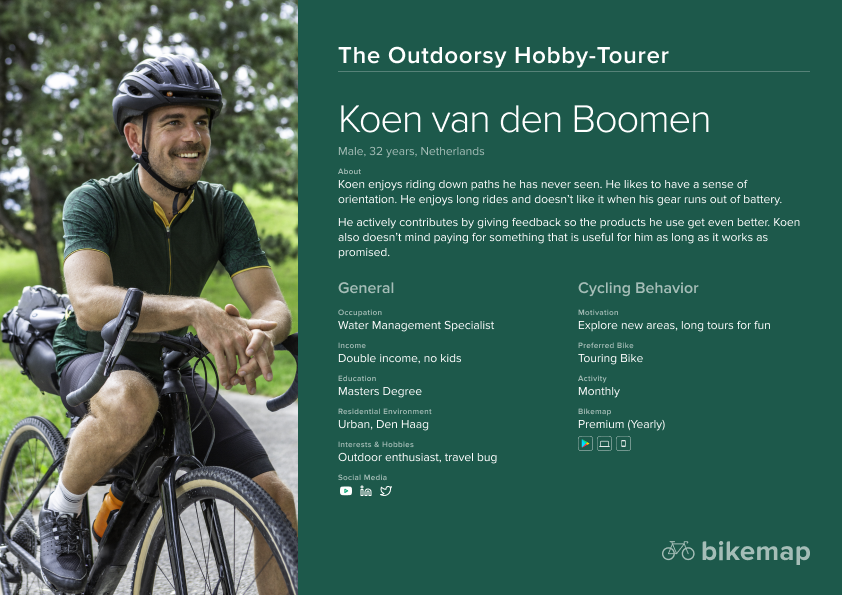 The Outdoorsy Hobby-Tourer
Koen van den Boomen
Male, 32 years, Netherlands
About
Koen enjoys riding down paths he has never seen. He likes to have a sense of
orientation. He enjoys long rides and doesn't like it when his gear runs out of battery.
He actively contributes by giving feedback so the products he use get even better. Koen
also doesn't mind paying for something that is useful for him as long as it works as
promised.
General
Occupation
Water Management Specialist
Income
Double income, no kids
Education
Masters Degree
Residential Environment
Urban, Den Haag
Interests & Hobbies
Outdoor enthusiast, travel bug
Social Media
Cycling Behavior
Motivation
Explore new areas, long tours for fun
Preferred Bike
Touring Bike
Activity
Monthly
Bikemap
Premium (Yearly)
bikemap